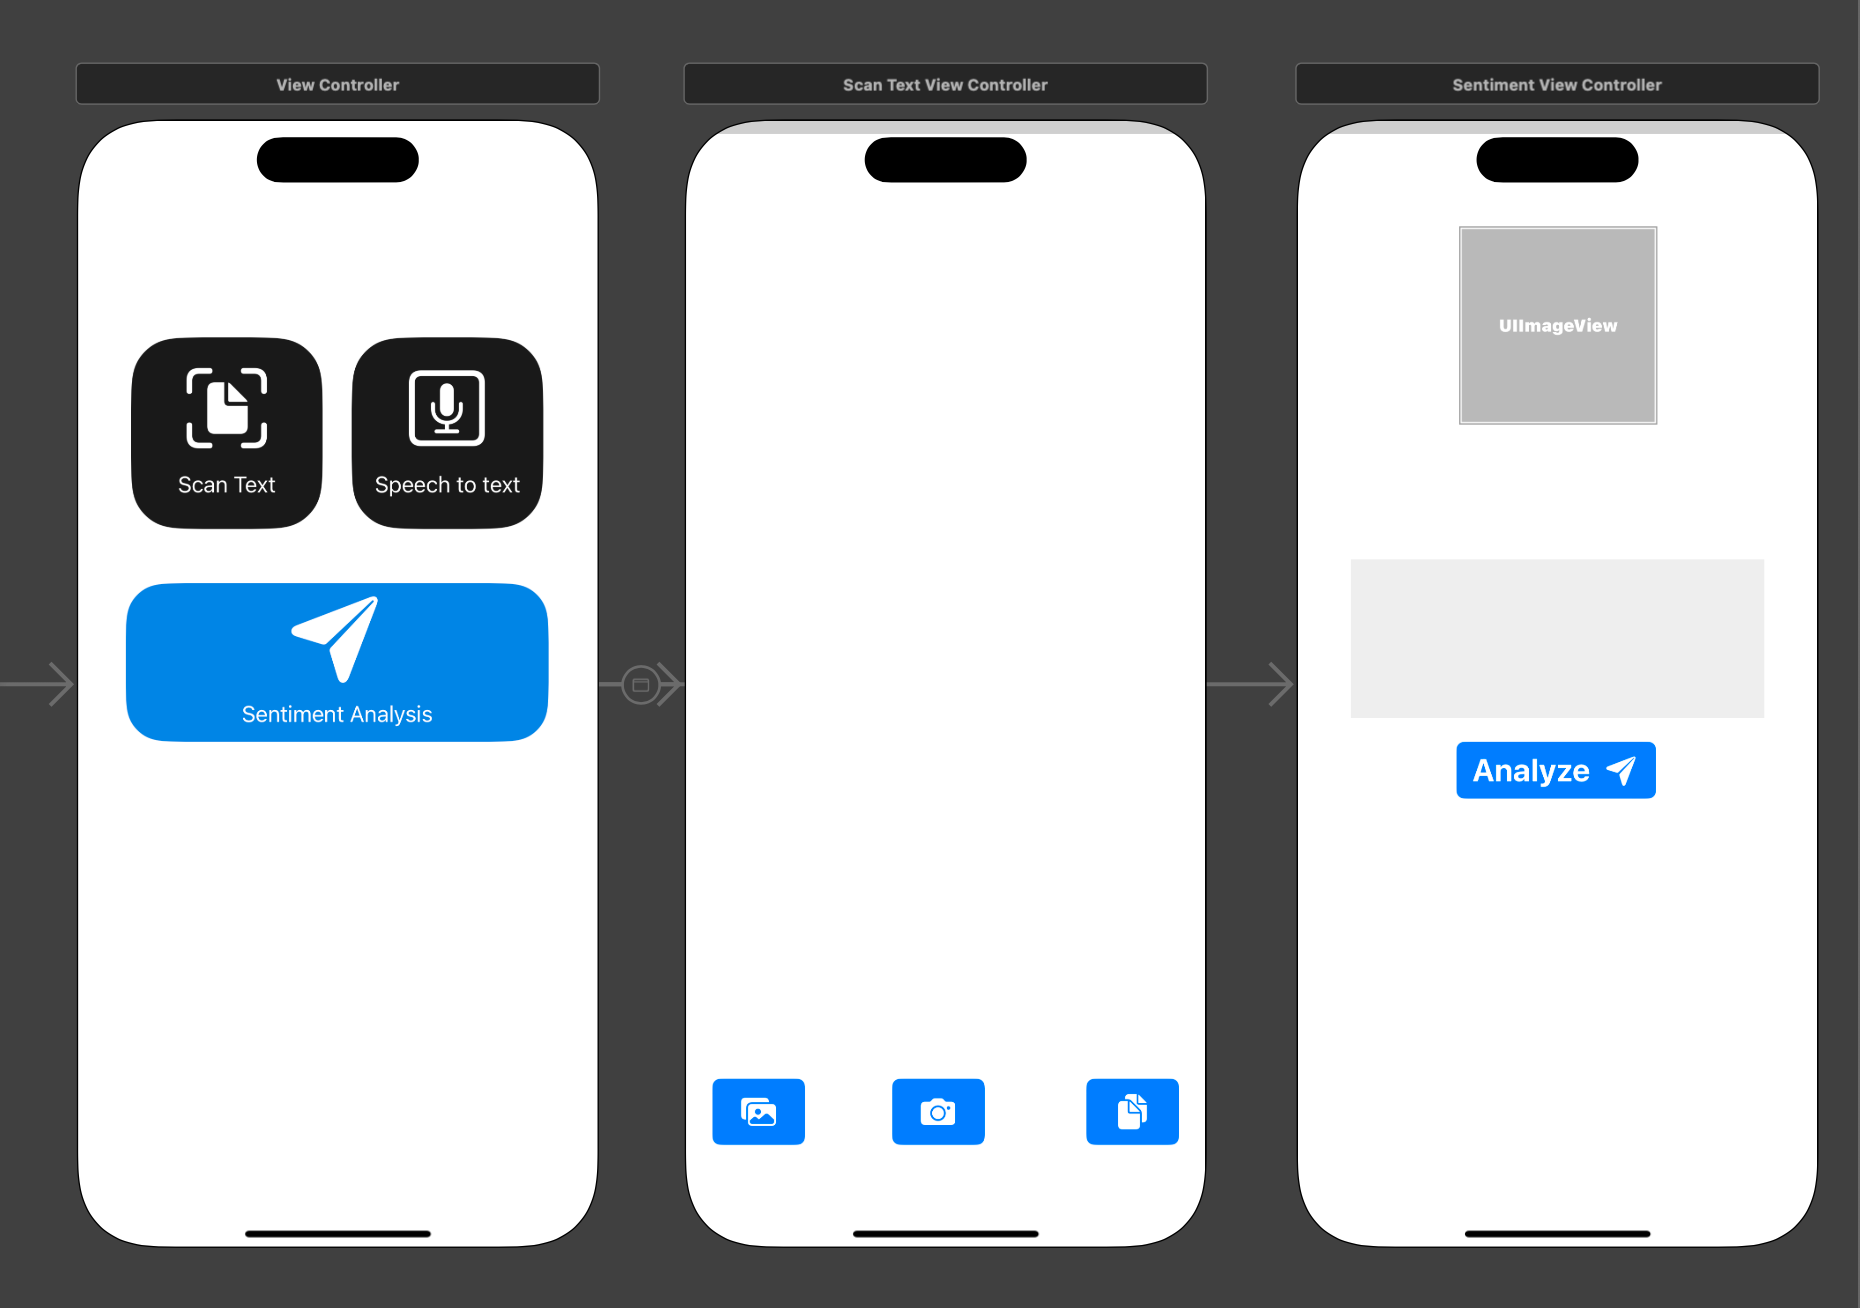 View Controller
Scan Text
Speech to text
Sentiment Analysis
Scan Text View Controller
Sentiment View Controller
UIImageView
Analyze